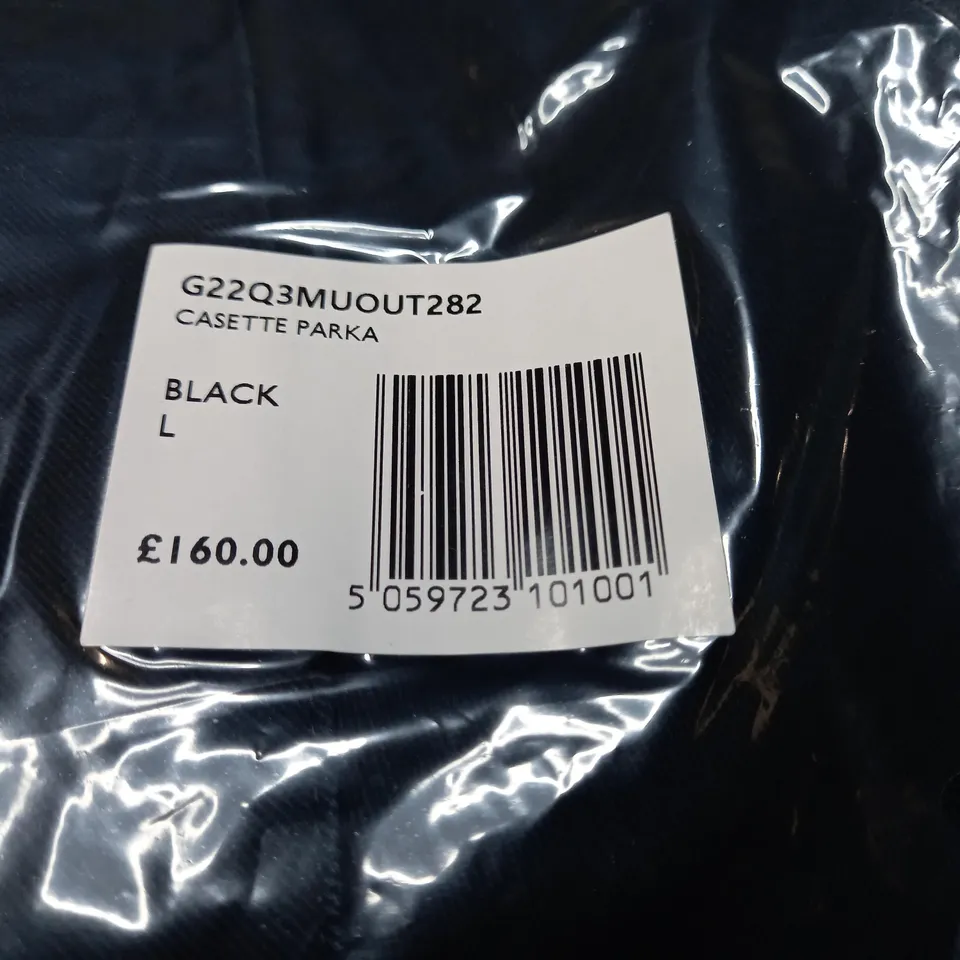 G22Q3MUOUT282
CASETTE PARKA
BLACK
L
£160.00
5 059723 101001